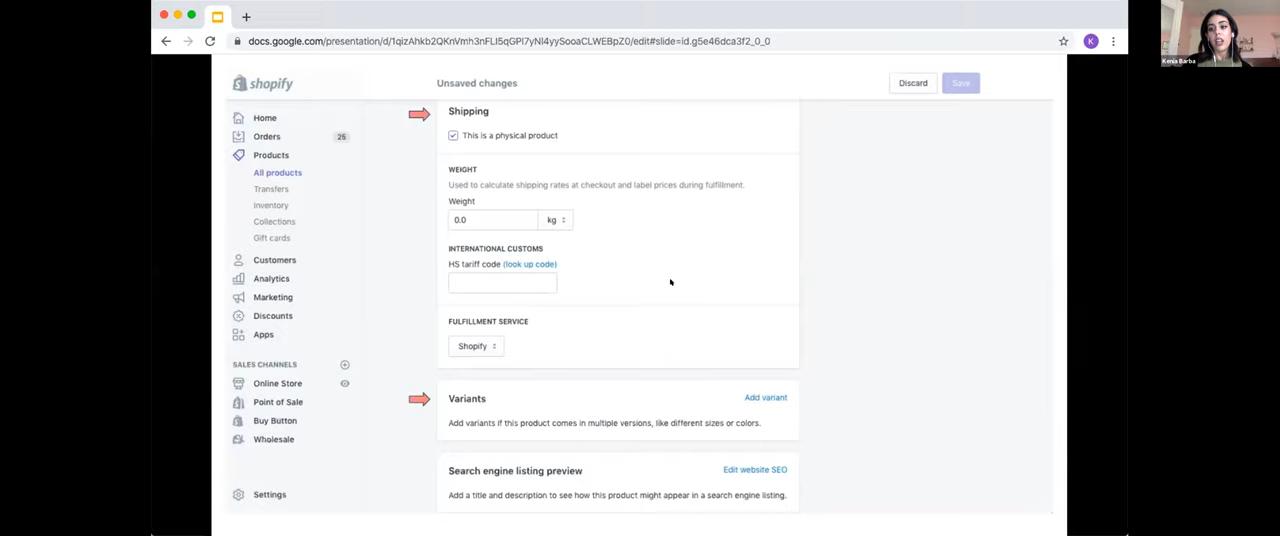 docs.google.com/presentation/d/1qizAhkb2QKnVmh3nFLI5qGPI7yNl4yySooaCLWEBpZ0/edit#slide=id.g5e46dca3f2_0_0
K
Kenia Barba
shopify
Unsaved changes
Discard
Save
Home
Orders
25
Products
All products
Transfers
Inventory
Collections
Gift cards
Customers
Analytics
Marketing
Discounts
Apps
SALES CHANNELS
Online Store
Point of Sale
Buy Button
Wholesale
Settings
Shipping
This is a physical product
WEIGHT
Used to calculate shipping rates at checkout and label prices during fulfillment.
Weight
0.0
kg
INTERNATIONAL CUSTOMS
HS tariff code (look up code)
FULFILLMENT SERVICE
Shopify
Variants
Add variant
Add variants if this product comes in multiple versions, like different sizes or colors.
Search engine listing preview
Edit website SEO
Add a title and description to see how this product might appear in a search engine listing.